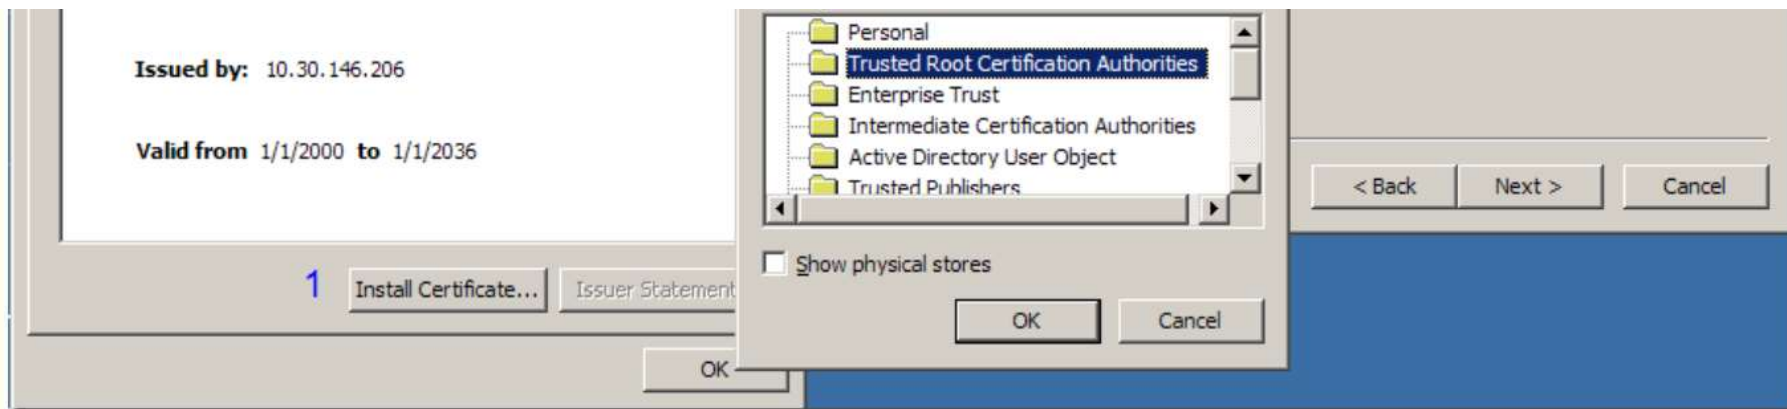 Issued by: 10.30.146.206
Valid from 1/1/2000 to 1/1/2036
1 Install Certificate... Issuer Statement
OK
Personal
Trusted Root Certification Authorities
Enterprise Trust
Intermediate Certification Authorities
Active Directory User Object
Trusted Publishers
Show physical stores
OK Cancel
< Back Next > Cancel